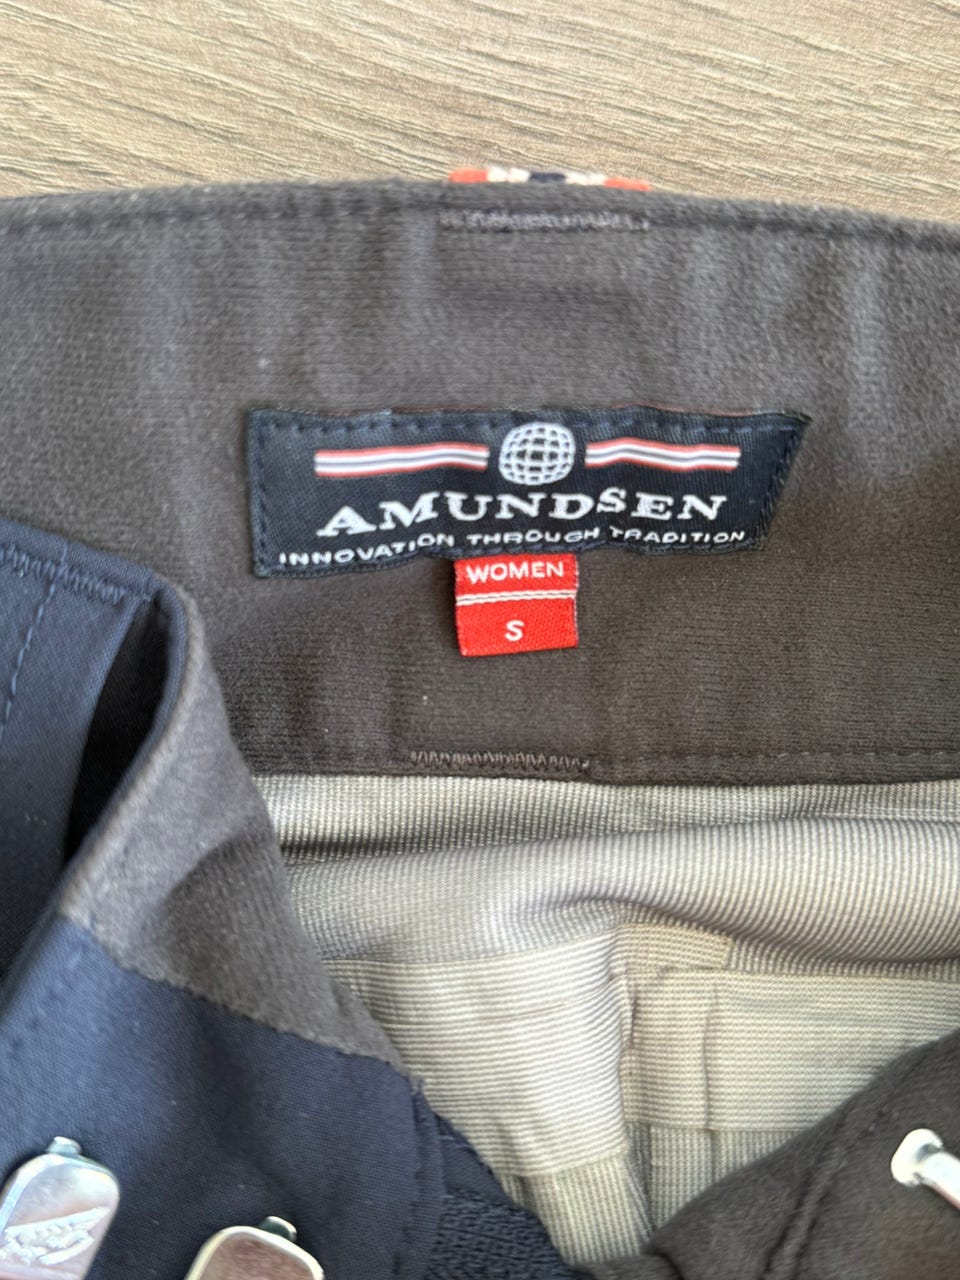 AMUNDSEN
INNOVATION THROUGH TRADITION
WOMEN
S